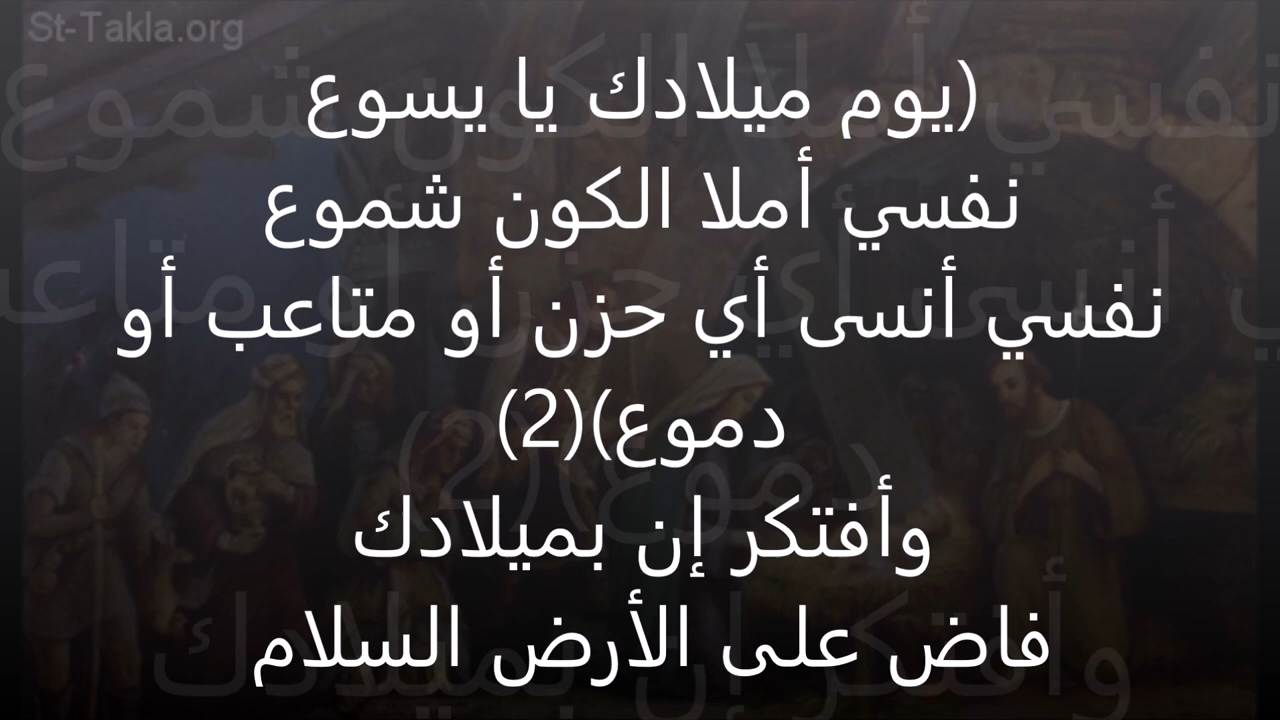 St-Takla.org
(يوم ميلادك يا يسوع
نفسي أملا الكون شموع
نفسي أنسى أي حزن أو متاعب أو
دموع)(2)
وأفتكر إن بميلادك
فاض على الأرض السلام